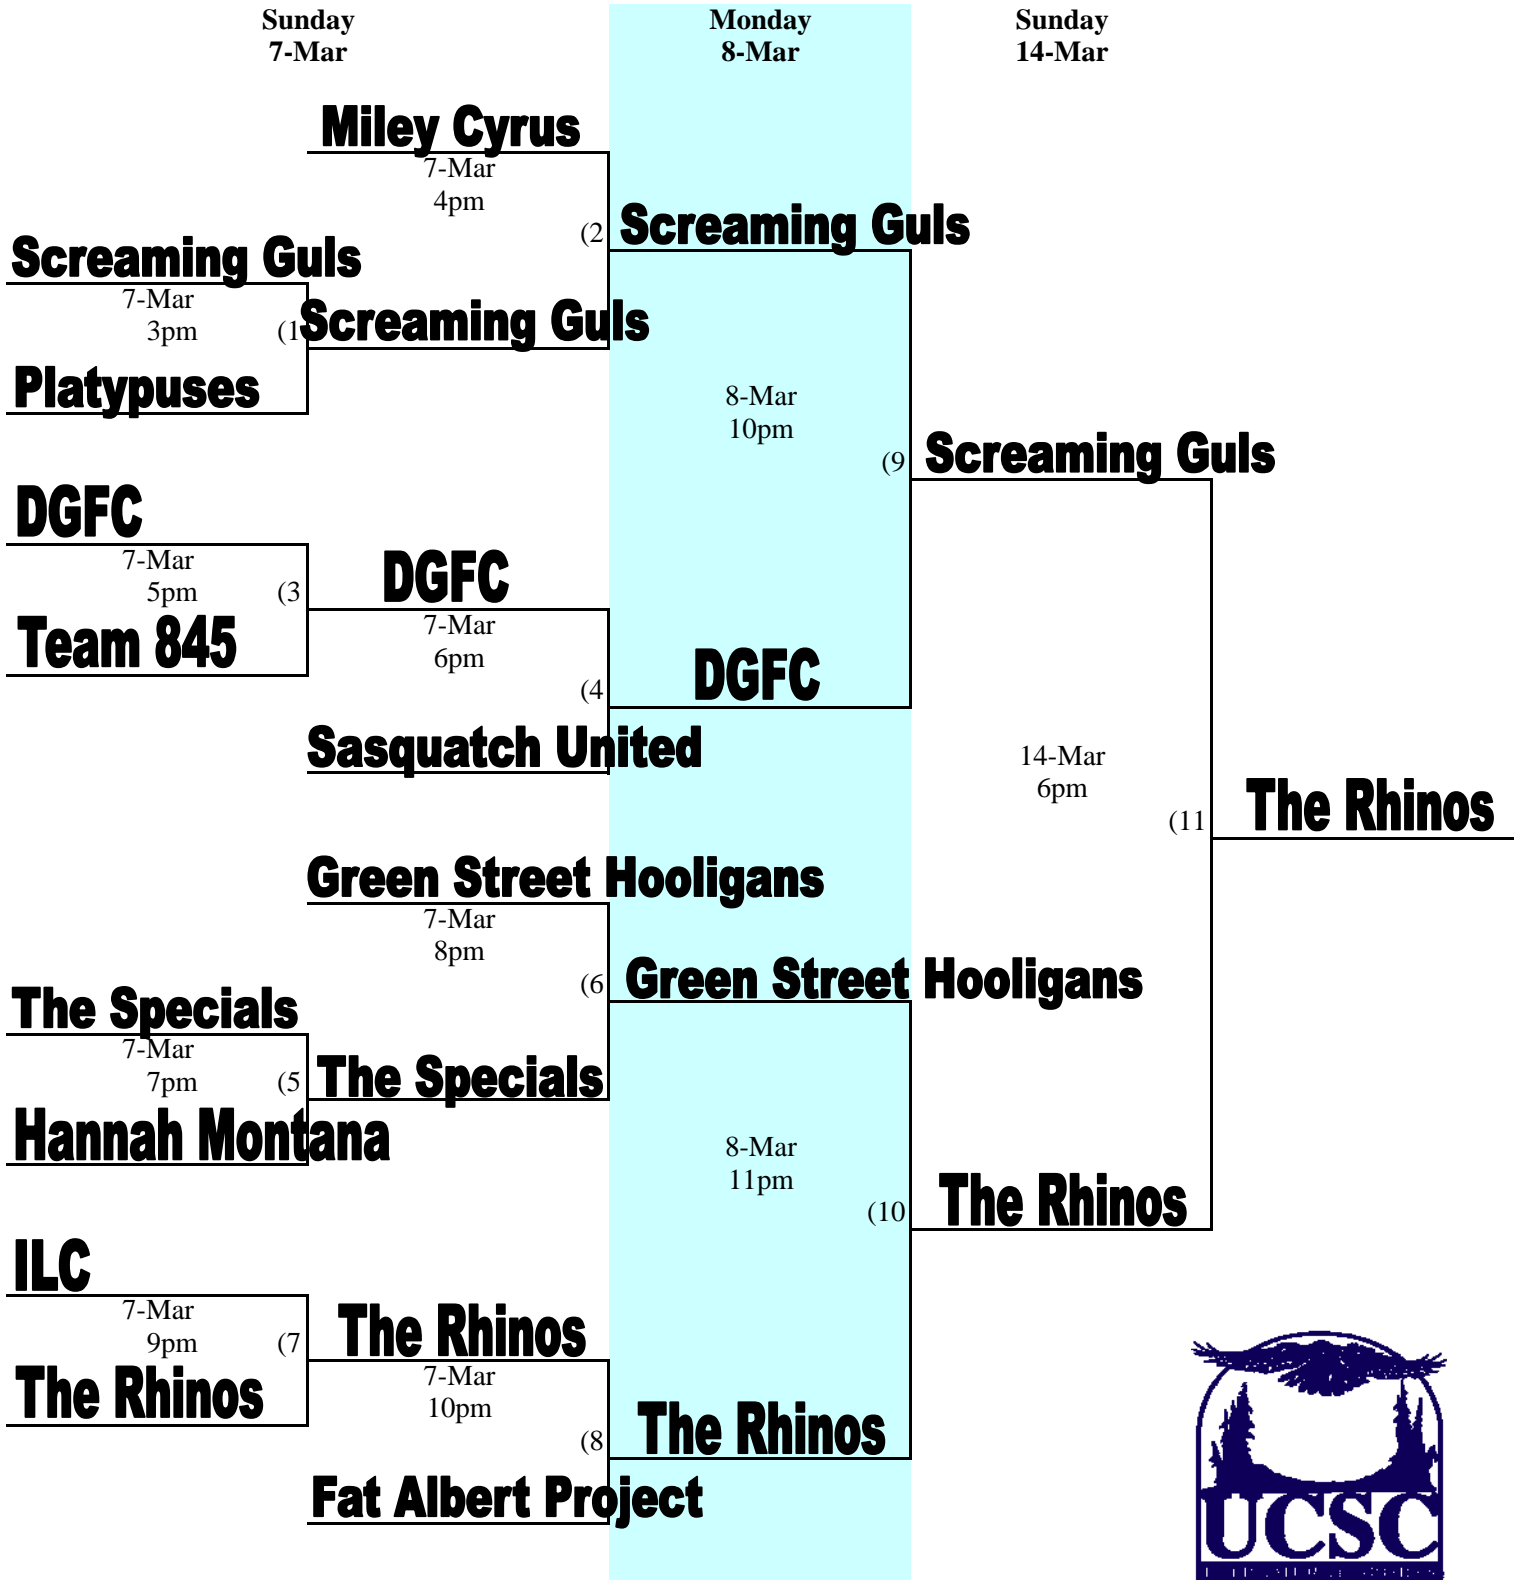 Sunday Monday Sunday
7-Mar 8-Mar 14-Mar
Miley Cyrus
7-Mar
4pm
(2 Screaming Guls
Screaming Guls
7-Mar
3pm (1 Screaming Guls
Platypuses
8-Mar
10pm
(9 Screaming Guls
DGFC
7-Mar
5pm (3
DGFC
Team 845
7-Mar
6pm
(4 DGFC
Sasquatch United
14-Mar
6pm
(11 The Rhinos
Green Street Hooligans
7-Mar
8pm
(6 Green Street Hooligans
The Specials
7-Mar
7pm (5 The Specials
Hannah Montana
8-Mar
11pm
(10 The Rhinos
ILC
7-Mar
9pm (7
The Rhinos
The Rhinos
7-Mar
10pm
(8 The Rhinos
Fat Albert Project
UCSC